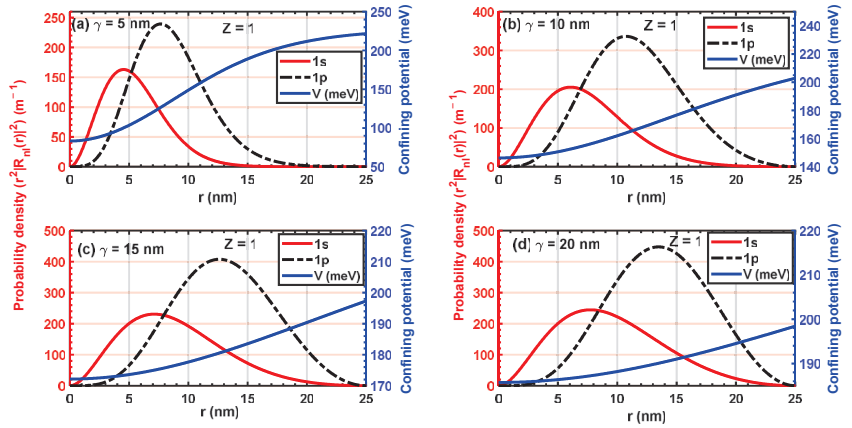 (a) γ = 5 nm
Z = 1
1s
1p
V (meV)
0 50 100 150 200 250
50 100 150 200 250
0 5 10 15 20 25
r (nm)
Confining potential (meV)
(b) γ = 10 nm
Z = 1
1s
1p
V (meV)
0 100 200 300 400
140 160 180 200 220 240
0 5 10 15 20 25
r (nm)
Confining potential (meV)
Probability density (r²|Rnl(r)|²) (m⁻¹)
(c) γ = 15 nm
Z = 1
1s
1p
V (meV)
0 100 200 300 400 500
170 180 190 200 210 220
0 5 10 15 20 25
r (nm)
Confining potential (meV)
Probability density (r²|Rnl(r)|²) (m⁻¹)
(d) γ = 20 nm
Z = 1
1s
1p
V (meV)
0 100 200 300 400 500
190 200 210 220
0 5 10 15 20 25
r (nm)
Confining potential (meV)